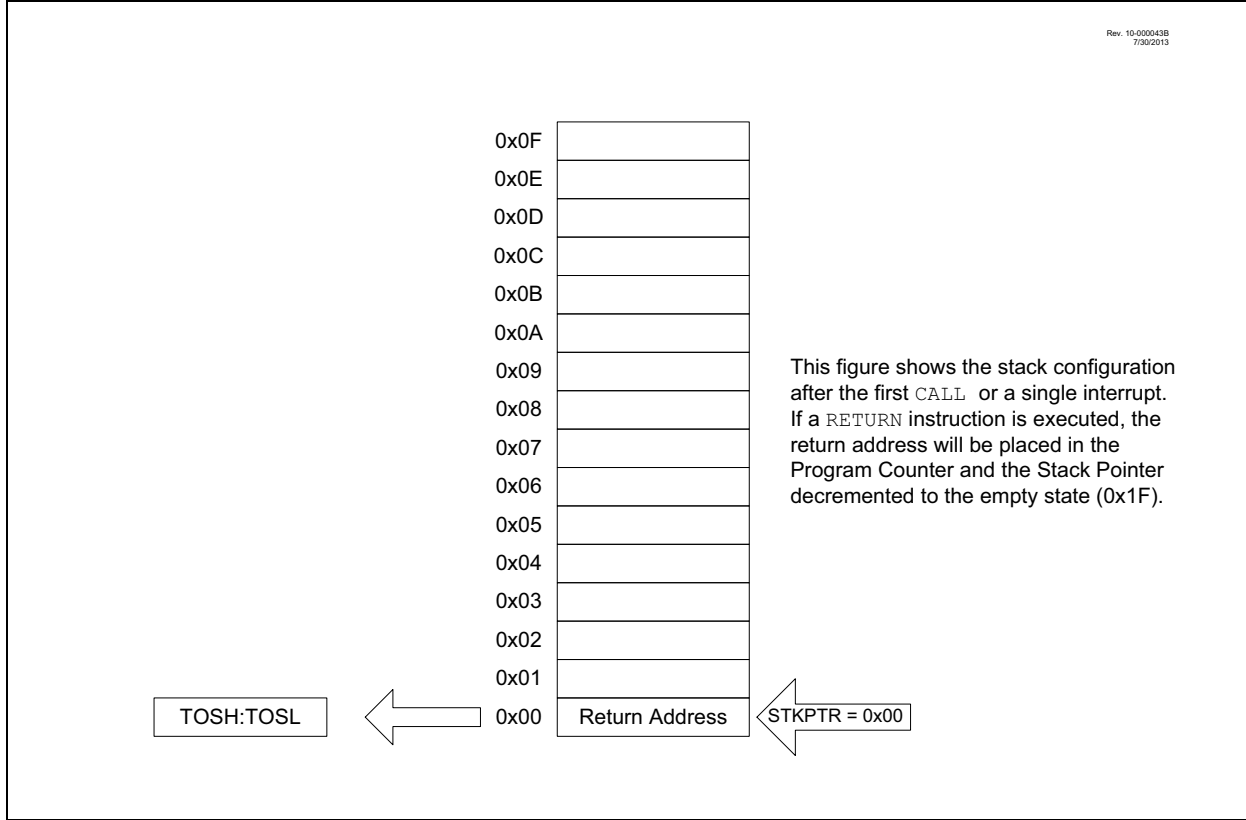 Rev. 10-000043B
7/30/2013
0x0F
0x0E
0x0D
0x0C
0x0B
0x0A
0x09
0x08
0x07
0x06
0x05
0x04
0x03
0x02
0x01
This figure shows the stack configuration
after the first CALL or a single interrupt.
If a RETURN instruction is executed, the
return address will be placed in the
Program Counter and the Stack Pointer
decremented to the empty state (0x1F).
TOSH:TOSL
0x00
Return Address
STKPTR = 0x00